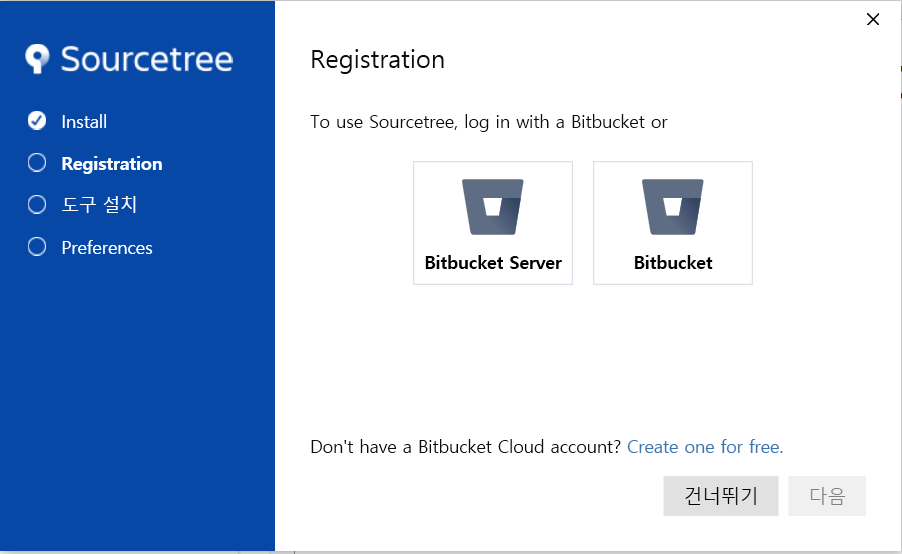 Sourcetree
Install
Registration
도구 설치
Preferences
Registration
To use Sourcetree, log in with a Bitbucket or
Bitbucket Server
Bitbucket
Don't have a Bitbucket Cloud account? Create one for free.
건너뛰기
다음